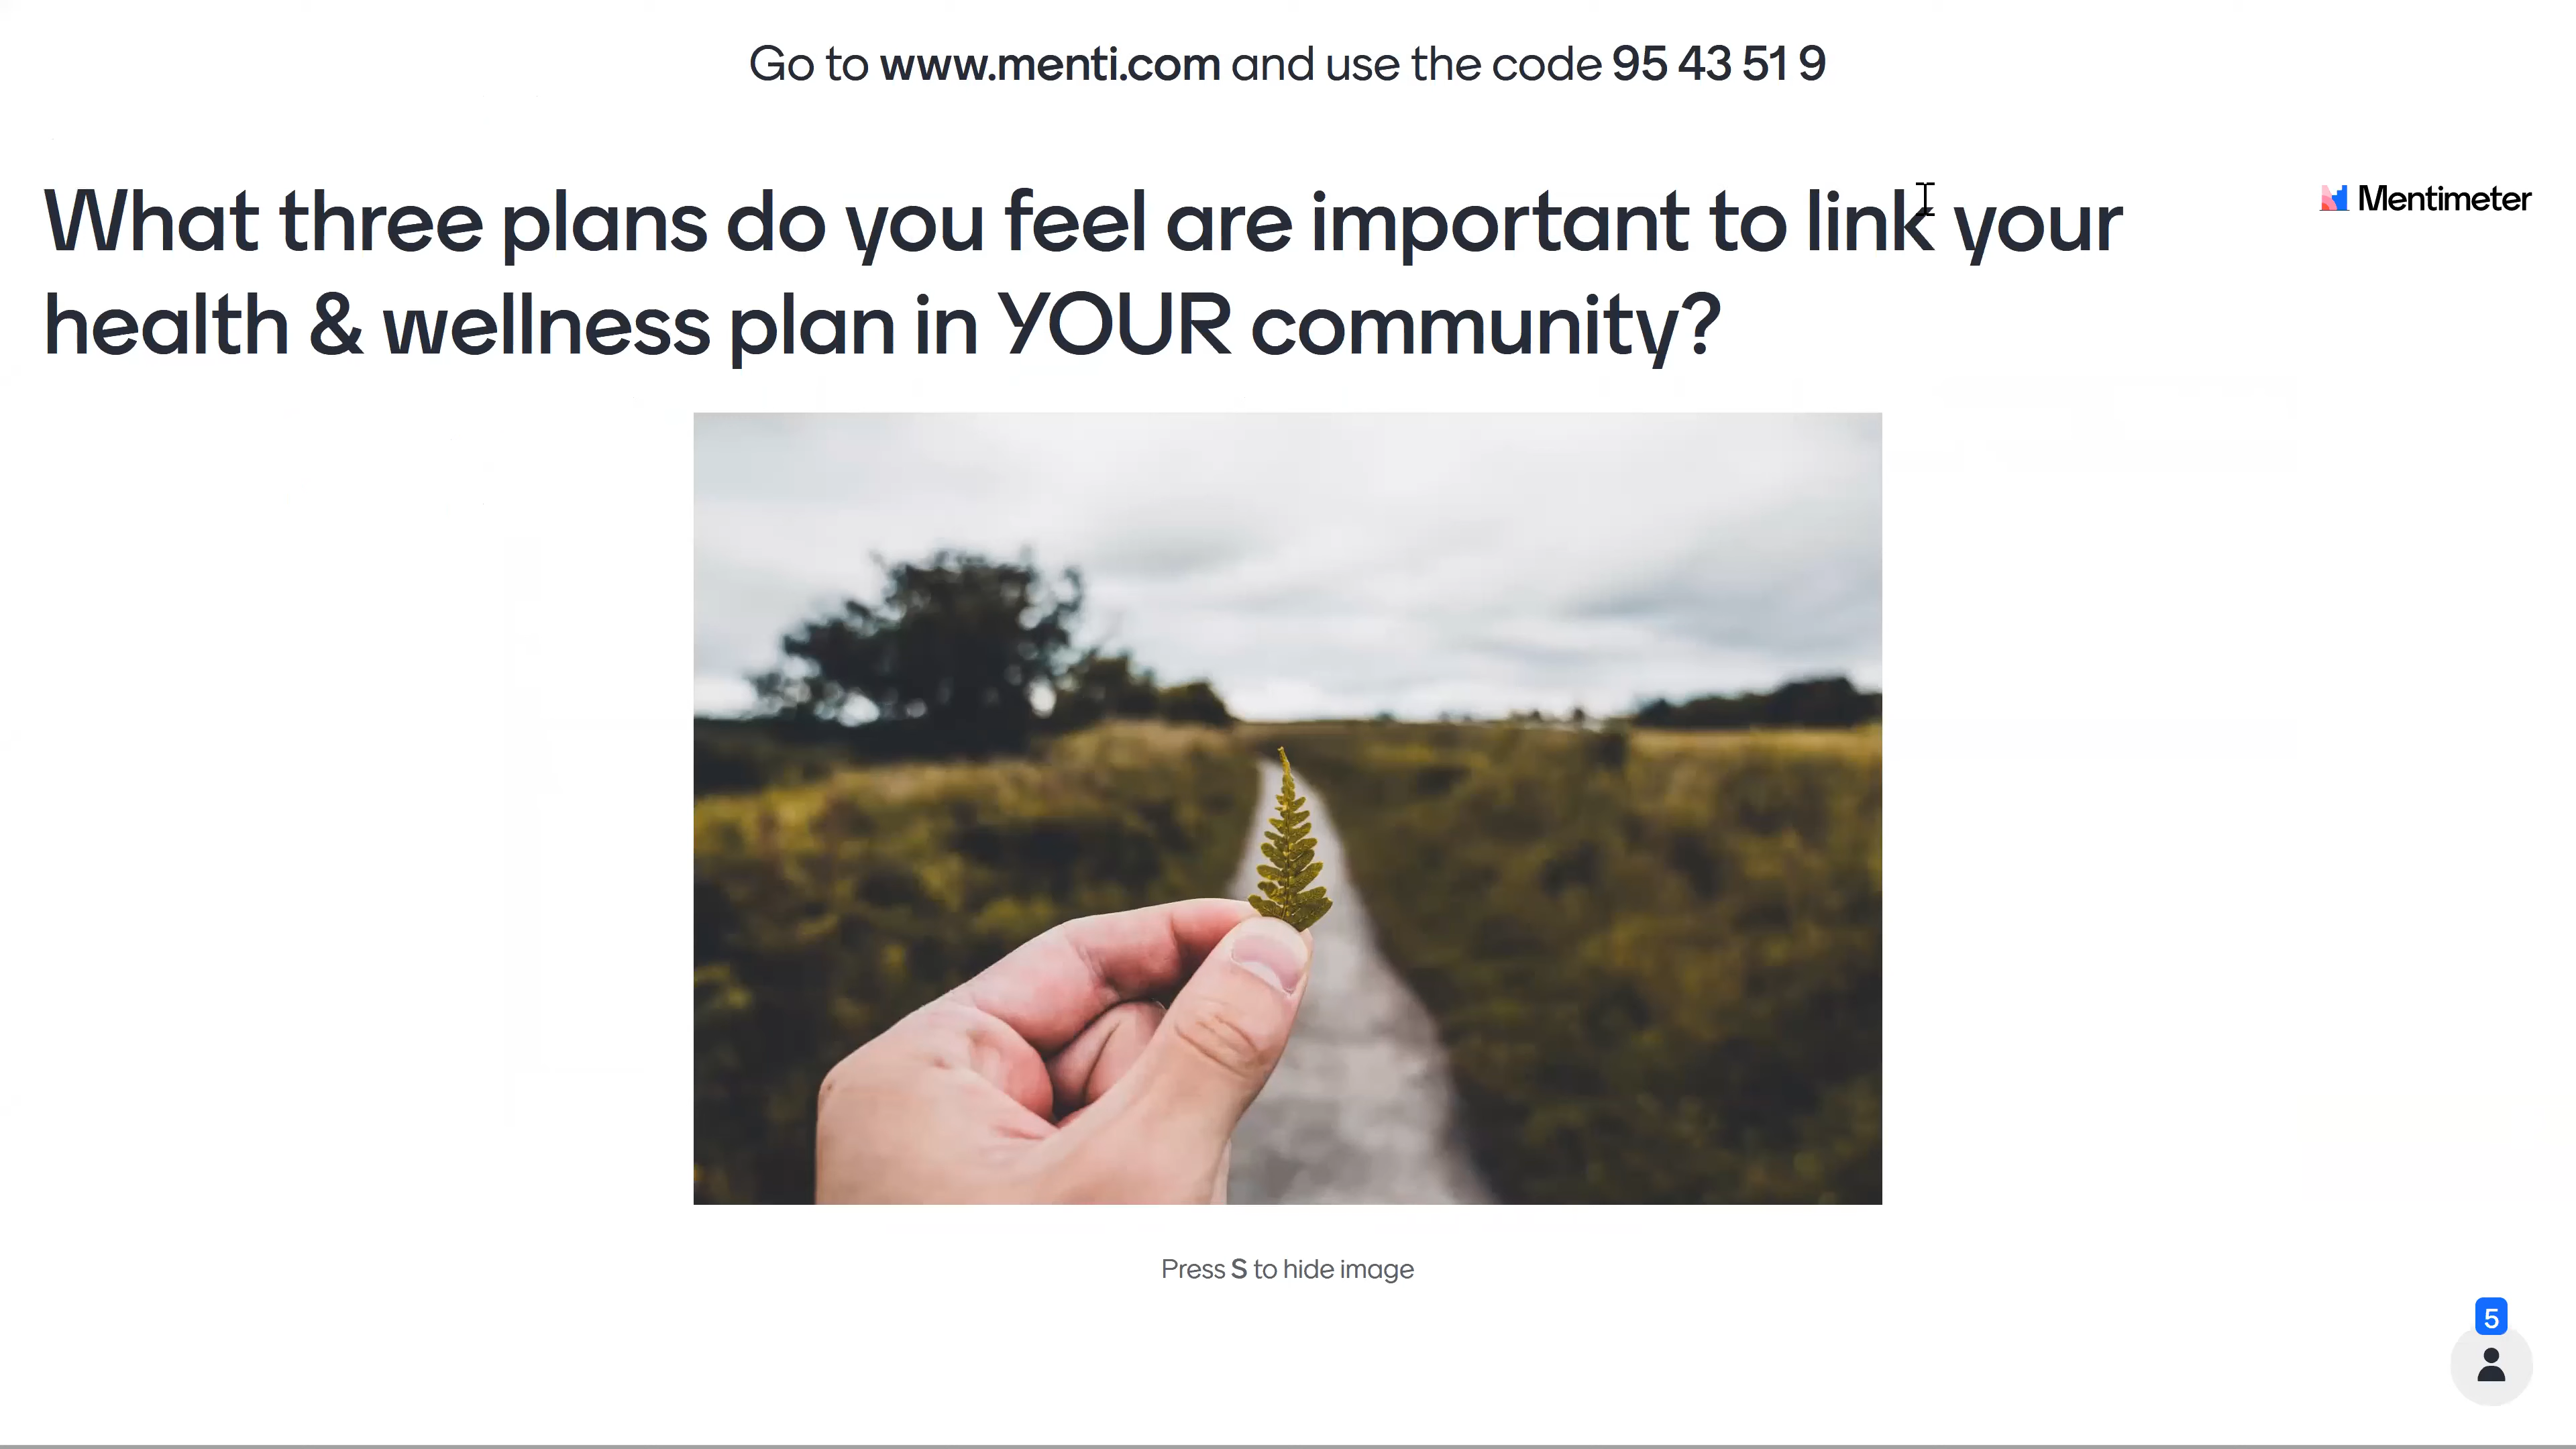 Go to www.menti.com and use the code 95 43 51 9
What three plans do you feel are important to link your
health & wellness plan in YOUR community?
Mentimeter
Press S to hide image
5